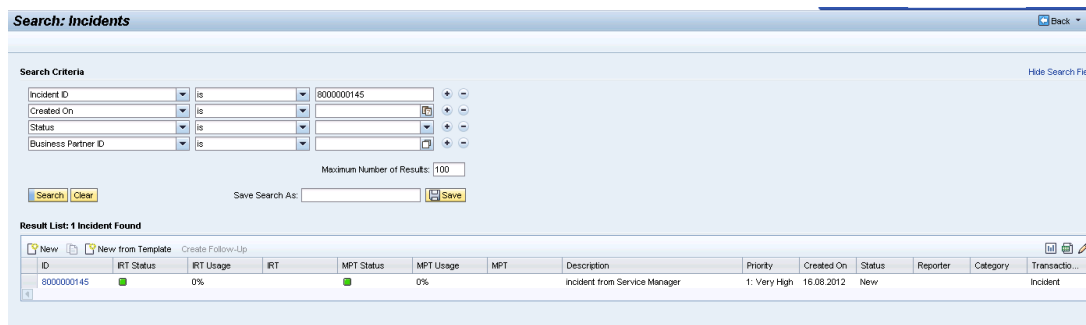 Search: Incidents
Back
Search Criteria
Hide Search Fie
Incident ID is 8000000145
Created On is
Status is
Business Partner ID is
Maximum Number of Results: 100
Search Clear Save Search As: Save
Result List: 1 Incident Found
New New from Template Create Follow-Up
ID IRT Status IRT Usage IRT MPT Status MPT Usage MPT Description Priority Created On Status Reporter Category Transactio...
8000000145 0% 0% incident from Service Manager 1: Very High 16.08.2012 New Incident